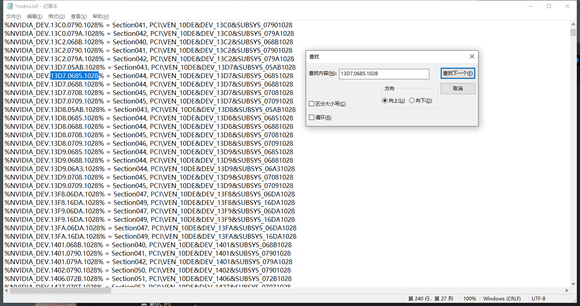 *nvdmi.inf - 记事本
文件(F) 编辑(E) 格式(O) 查看(V) 帮助(H)
%NVIDIA_DEV.13C0.0790.1028% = Section041, PCI\VEN_10DE&DEV_13C0&SUBSYS_07901028
%NVIDIA_DEV.13C0.079A.1028% = Section042, PCI\VEN_10DE&DEV_13C0&SUBSYS_079A1028
%NVIDIA_DEV.13C2.068B.1028% = Section040, PCI\VEN_10DE&DEV_13C2&SUBSYS_068B1028
%NVIDIA_DEV.13C2.0790.1028% = Section041, PCI\VEN_10DE&DEV_13C2&SUBSYS_07901028
%NVIDIA_DEV.13C2.079A.1028% = Section042, PCI\VEN_10DE&DEV_13C2&SUBSYS_079A1028
%NVIDIA_DEV.13D7.05AB.1028% = Section043, PCI\VEN_10DE&DEV_13D7&SUBSYS_05AB1028
%NVIDIA_DEV.13D7.0685.1028% = Section044, PCI\VEN_10DE&DEV_13D7&SUBSYS_06851028
%NVIDIA_DEV.13D7.0688.1028% = Section044, PCI\VEN_10DE&DEV_13D7&SUBSYS_06881028
%NVIDIA_DEV.13D7.0708.1028% = Section045, PCI\VEN_10DE&DEV_13D7&SUBSYS_07081028
%NVIDIA_DEV.13D7.0709.1028% = Section045, PCI\VEN_10DE&DEV_13D7&SUBSYS_07091028
%NVIDIA_DEV.13D8.05AB.1028% = Section043, PCI\VEN_10DE&DEV_13D8&SUBSYS_05AB1028
%NVIDIA_DEV.13D8.0685.1028% = Section044, PCI\VEN_10DE&DEV_13D8&SUBSYS_06851028
%NVIDIA_DEV.13D8.0688.1028% = Section044, PCI\VEN_10DE&DEV_13D8&SUBSYS_06881028
%NVIDIA_DEV.13D8.0708.1028% = Section045, PCI\VEN_10DE&DEV_13D8&SUBSYS_07081028
%NVIDIA_DEV.13D8.0709.1028% = Section046, PCI\VEN_10DE&DEV_13D8&SUBSYS_07091028
%NVIDIA_DEV.13D9.0685.1028% = Section044, PCI\VEN_10DE&DEV_13D9&SUBSYS_06851028
%NVIDIA_DEV.13D9.0688.1028% = Section044, PCI\VEN_10DE&DEV_13D9&SUBSYS_06881028
%NVIDIA_DEV.13D9.06A3.1028% = Section044, PCI\VEN_10DE&DEV_13D9&SUBSYS_06A31028
%NVIDIA_DEV.13D9.0708.1028% = Section045, PCI\VEN_10DE&DEV_13D9&SUBSYS_07081028
%NVIDIA_DEV.13D9.0709.1028% = Section045, PCI\VEN_10DE&DEV_13D9&SUBSYS_07091028
%NVIDIA_DEV.13F8.06DA.1028% = Section047, PCI\VEN_10DE&DEV_13F8&SUBSYS_06DA1028
%NVIDIA_DEV.13F8.16DA.1028% = Section049, PCI\VEN_10DE&DEV_13F8&SUBSYS_16DA1028
%NVIDIA_DEV.13F9.06DA.1028% = Section047, PCI\VEN_10DE&DEV_13F9&SUBSYS_06DA1028
%NVIDIA_DEV.13F9.16DA.1028% = Section049, PCI\VEN_10DE&DEV_13F9&SUBSYS_16DA1028
%NVIDIA_DEV.13FA.06DA.1028% = Section047, PCI\VEN_10DE&DEV_13FA&SUBSYS_06DA1028
%NVIDIA_DEV.13FA.16DA.1028% = Section049, PCI\VEN_10DE&DEV_13FA&SUBSYS_16DA1028
%NVIDIA_DEV.1401.068B.1028% = Section040, PCI\VEN_10DE&DEV_1401&SUBSYS_068B1028
%NVIDIA_DEV.1401.0790.1028% = Section041, PCI\VEN_10DE&DEV_1401&SUBSYS_07901028
%NVIDIA_DEV.1401.079A.1028% = Section042, PCI\VEN_10DE&DEV_1401&SUBSYS_079A1028
%NVIDIA_DEV.1402.0790.1028% = Section050, PCI\VEN_10DE&DEV_1402&SUBSYS_07901028
%NVIDIA_DEV.1406.072B.1028% = Section051, PCI\VEN_10DE&DEV_1406&SUBSYS_072B1028
查找
查找内容(N): 13D7.0685.1028
查找下一个(F)
方向
取消
向上(U) 向下(D)
区分大小写(C)
循环(R)
第 240 行，第 27 列 100% Windows (CRLF) UTF-8